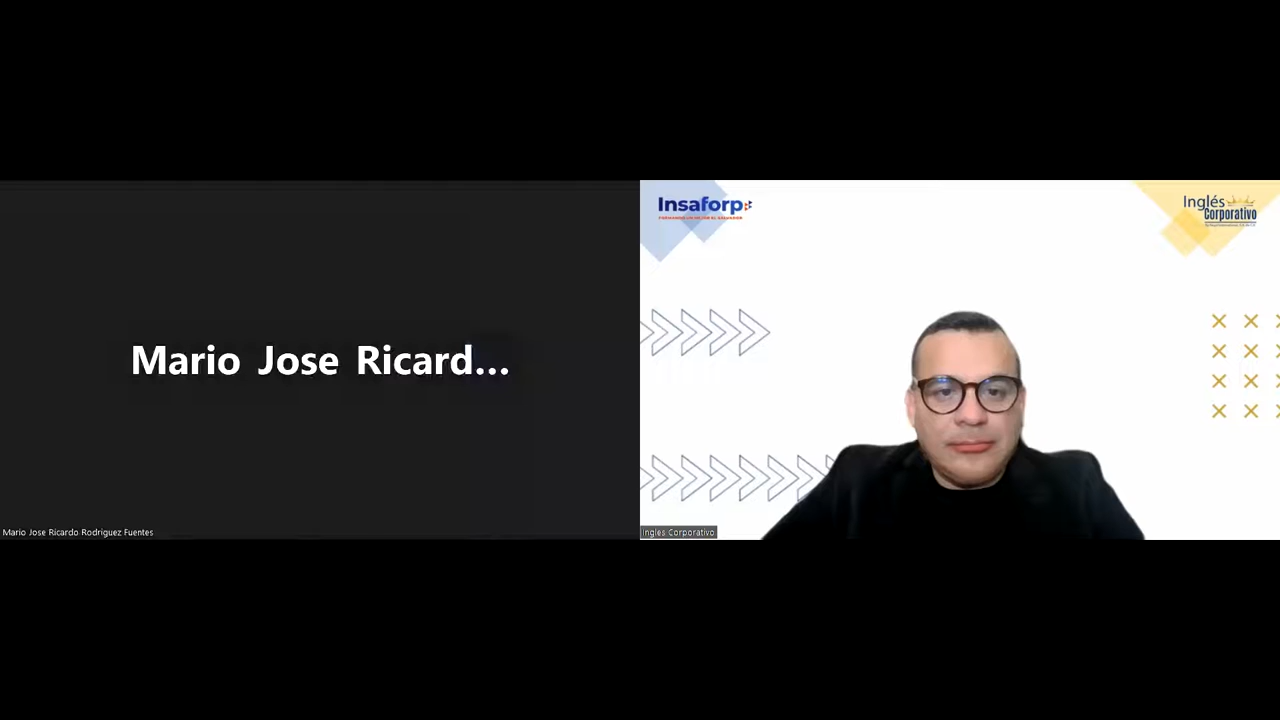 Mario Jose Ricard...
Mario Jose Ricardo Rodriguez Fuentes
Insaforp
Inglés
Corporativo
Ingles Corporativo